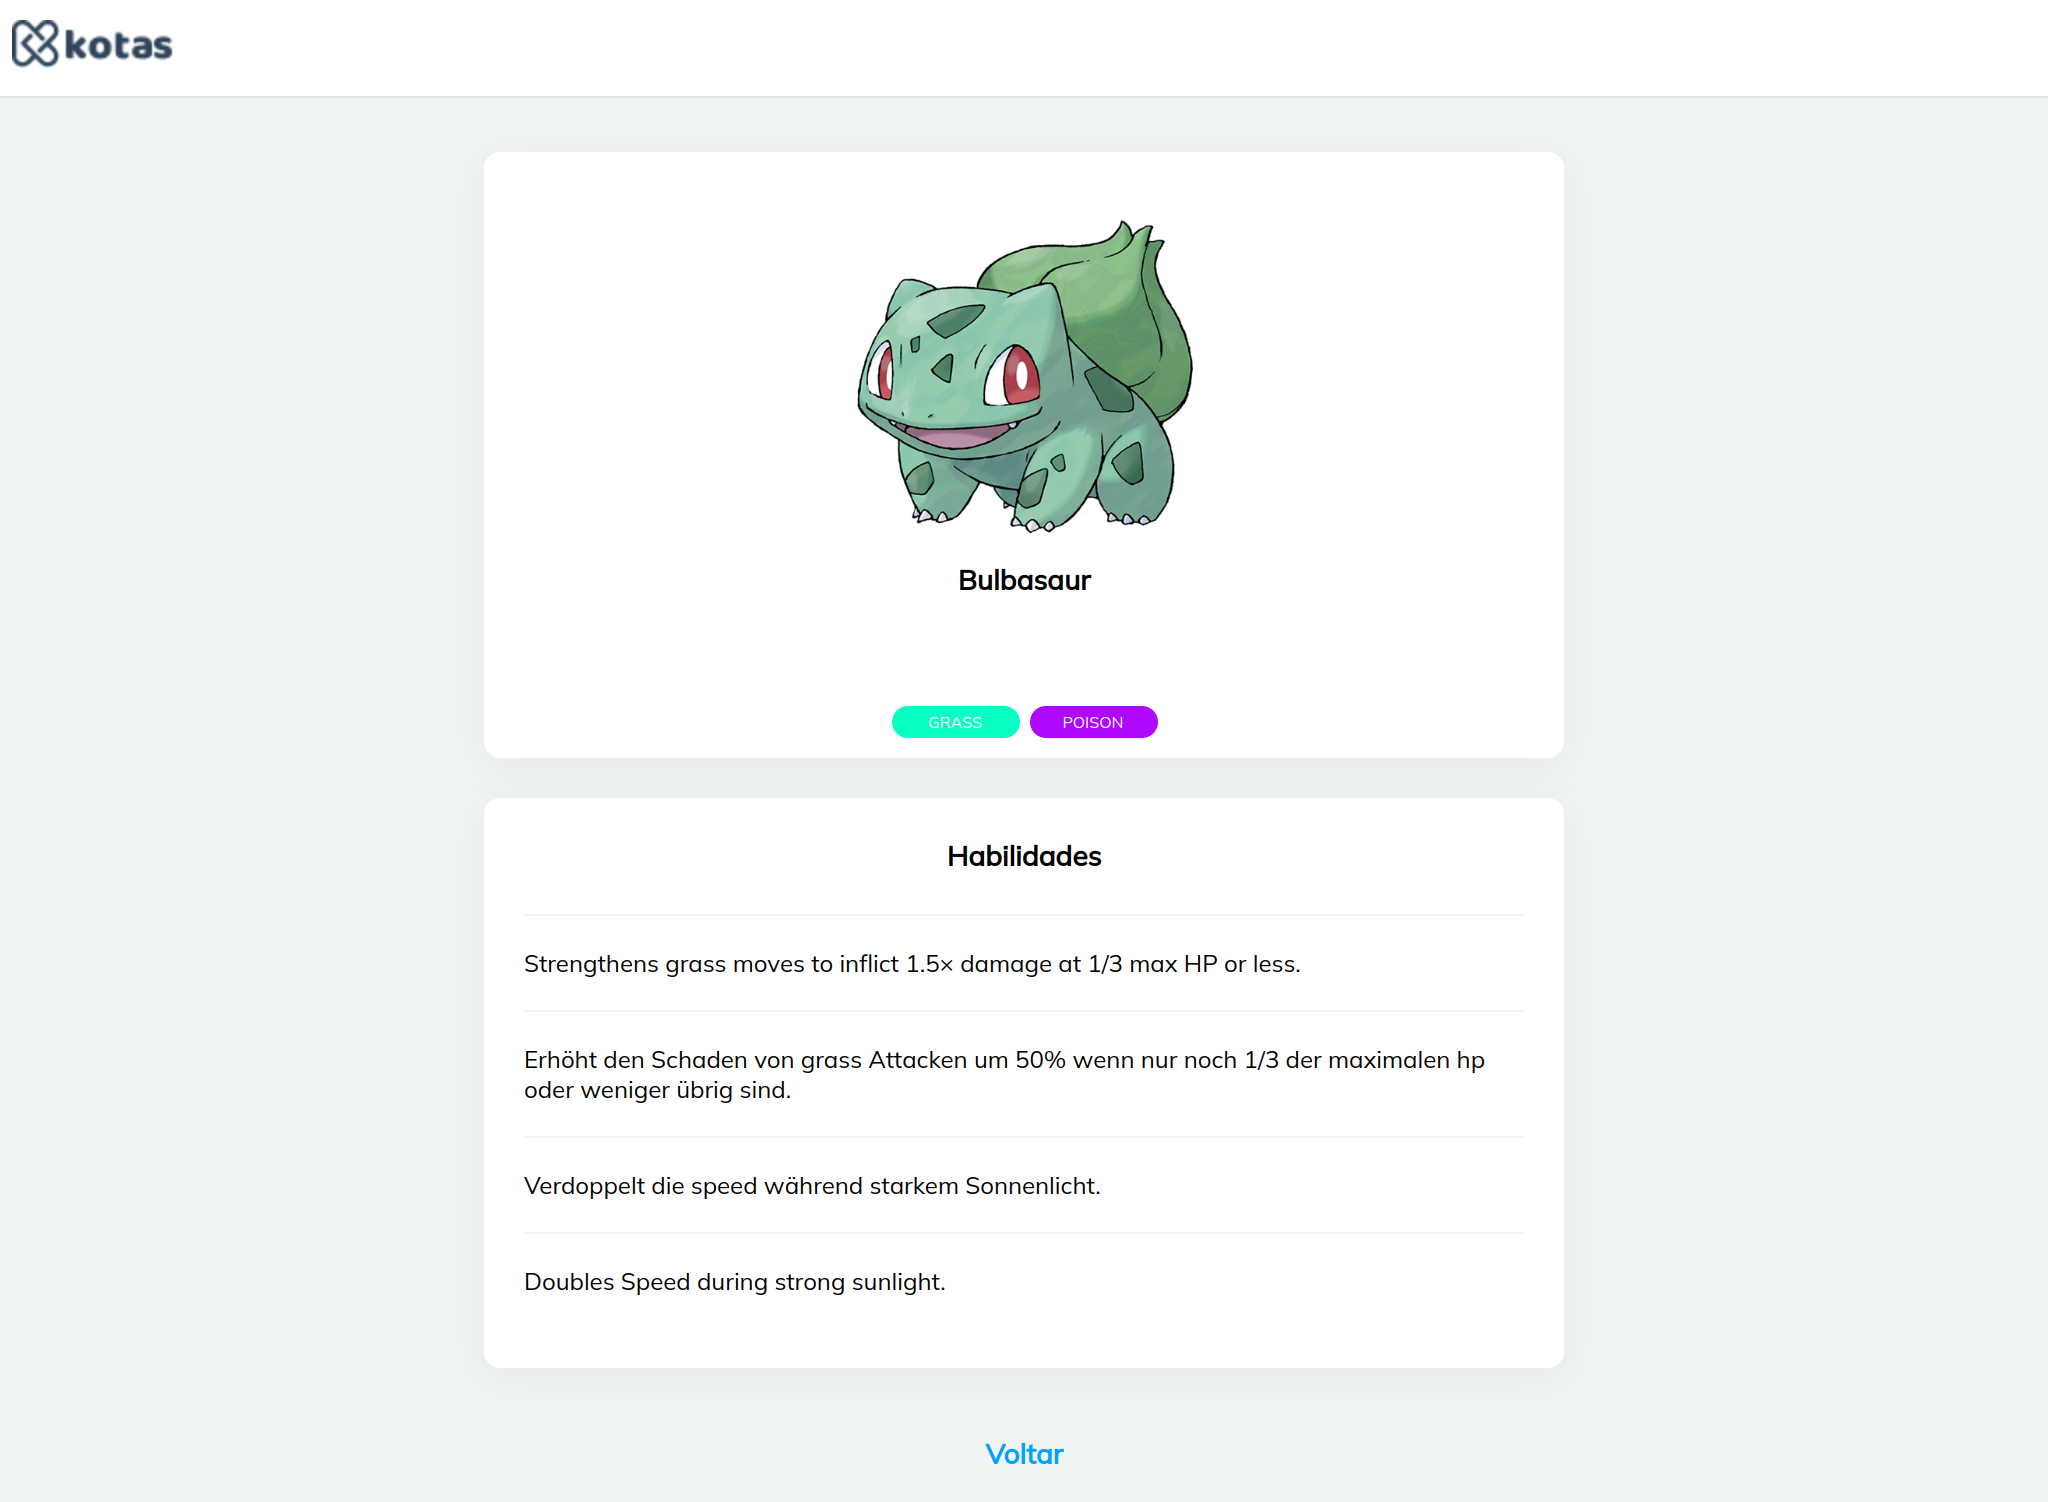 kotas
Bulbasaur
GRASS POISON
Habilidades
Strengthens grass moves to inflict 1.5× damage at 1/3 max HP or less.
Erhöht den Schaden von grass Attacken um 50% wenn nur noch 1/3 der maximalen hp
oder weniger übrig sind.
Verdoppelt die speed während starkem Sonnenlicht.
Doubles Speed during strong sunlight.
Voltar